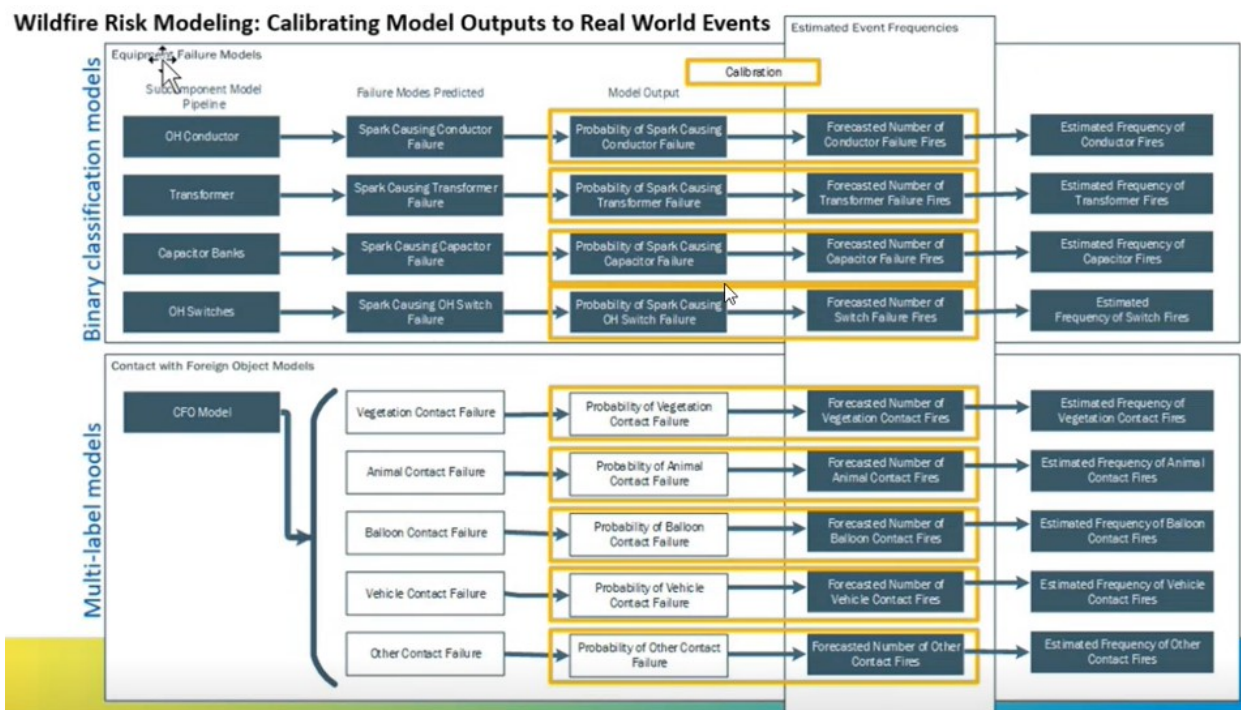 Wildfire Risk Modeling: Calibrating Model Outputs to Real World Events
Estimated Event Frequencies
Binary classification models
Equipment Failure Models
Calibration
Subcomponent Model
Pipeline
Failure Modes Predicted
Model Output
OH Conductor
Spark Causing Conductor
Failure
Probability of Spark Causing
Conductor Failure
Forecasted Number of
Conductor Failure Fires
Estimated Frequency of
Conductor Fires
Transformer
Spark Causing Transformer
Failure
Probability of Spark Causing
Transformer Failure
Forecasted Number of
Transformer Failure Fires
Estimated Frequency of
Transformer Fires
Capacitor Banks
Spark Causing Capacitor
Failure
Probability of Spark Causing
Capacitor Failure
Forecasted Number of
Capacitor Failure Fires
Estimated Frequency of
Capacitor Fires
OH Switches
Spark Causing OH Switch
Failure
Probability of Spark Causing
OH Switch Failure
Forecasted Number of
Switch Failure Fires
Estimated
Frequency of Switch Fires
Multi-label models
Contact with Foreign Object Models
CFO Model
Vegetation Contact Failure
Probability of Vegetation
Contact Failure
Forecasted Number of
Vegetation Contact Fires
Estimated Frequency of
Vegetation Contact Fires
Animal Contact Failure
Probability of Animal
Contact Failure
Forecasted Number of
Animal Contact Fires
Estimated Frequency of Animal
Contact Fires
Balloon Contact Failure
Probability of Balloon
Contact Failure
Forecasted Number of
Balloon Contact Fires
Estimated Frequency of Balloon
Contact Fires
Vehicle Contact Failure
Probability of Vehicle
Contact Failure
Forecasted Number of
Vehicle Contact Fires
Estimated Frequency of Vehicle
Contact Fires
Other Contact Failure
Probability of Other Contact
Failure
Forecasted Number of Other
Contact Fires
Estimated Frequency of Other
Contact Fires